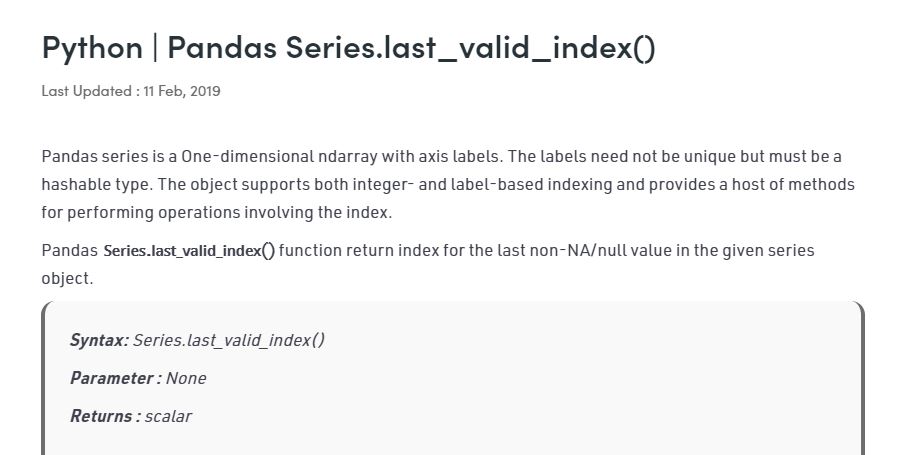 Python | Pandas Series.last_valid_index()
Last Updated : 11 Feb, 2019
Pandas series is a One-dimensional ndarray with axis labels. The labels need not be unique but must be a
hashable type. The object supports both integer- and label-based indexing and provides a host of methods
for performing operations involving the index.
Pandas Series.last_valid_index() function return index for the last non-NA/null value in the given series
object.
Syntax: Series.last_valid_index()
Parameter : None
Returns : scalar